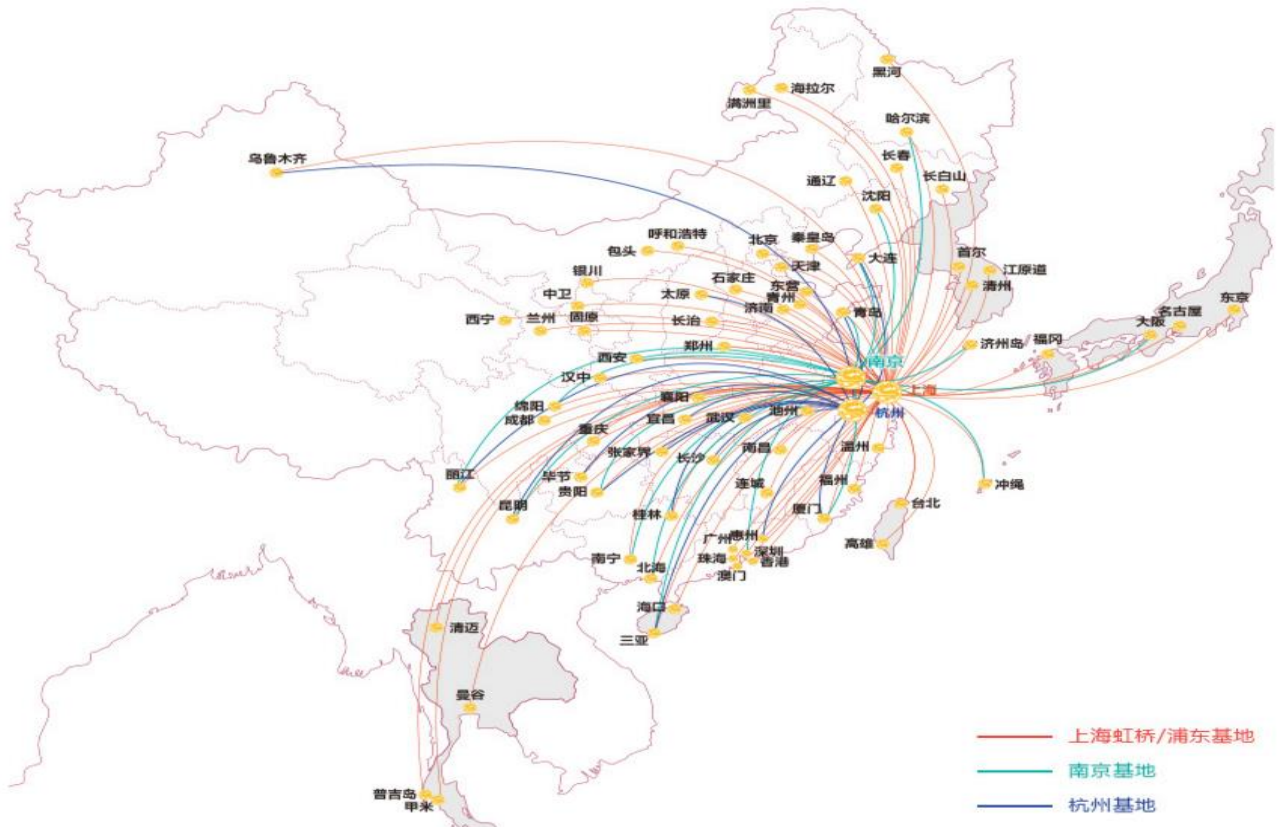 黑河
海拉尔
满洲里
哈尔滨
乌鲁木齐
长春
长白山
通辽
沈阳
呼和浩特
北京
秦皇岛
包头
大连
首尔
江原道
银川
天津
石家庄
清州
中卫
太原
东营
青州
济南
东京
名古屋
大阪
西宁
兰州
固原
长治
青岛
济州岛
福冈
郑州
西安
南京
汉中
上海
襄阳
绵阳
成都
宜昌
武汉
池州
杭州
重庆
张家界
长沙
南昌
温州
丽江
毕节
贵阳
连城
福州
冲绳
昆明
桂林
厦门
台北
广州
惠州
高雄
南宁
北海
珠海
深圳
香港
澳门
海口
三亚
清迈
曼谷
普吉岛
甲米
上海虹桥/浦东基地
南京基地
杭州基地